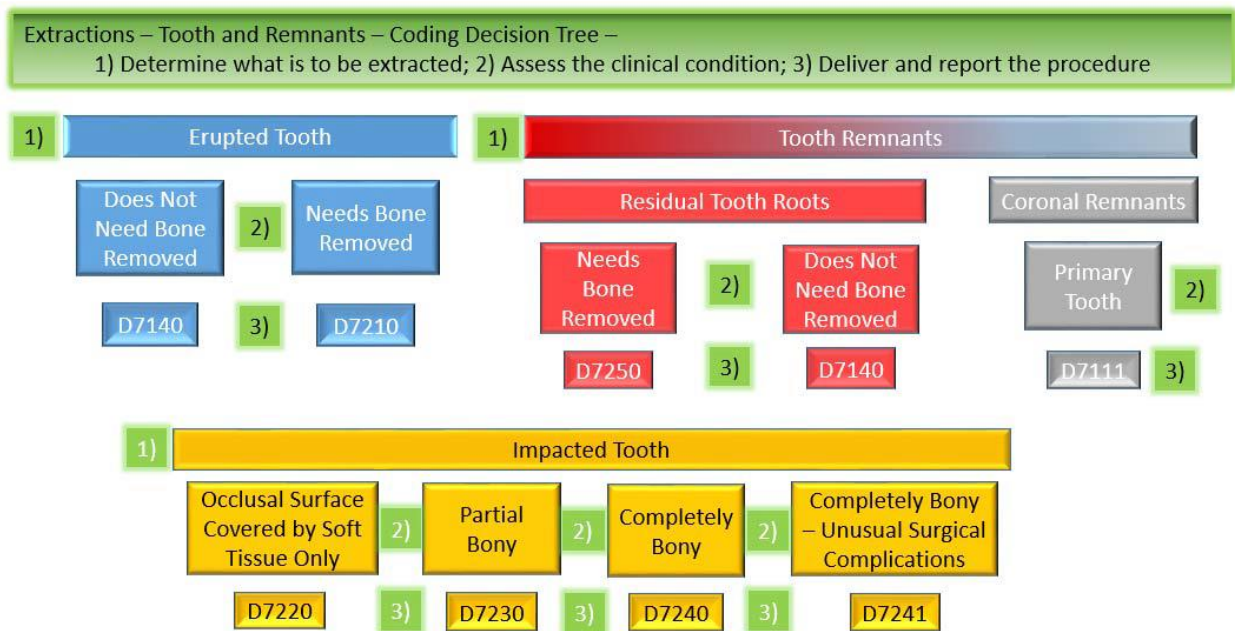 Extractions – Tooth and Remnants – Coding Decision Tree –
1) Determine what is to be extracted; 2) Assess the clinical condition; 3) Deliver and report the procedure
1)
Erupted Tooth
Does Not
Need Bone
Removed
2)
Needs Bone
Removed
D7140
3)
D7210
1)
Tooth Remnants
Residual Tooth Roots
Needs
Bone
Removed
2)
Does Not
Need Bone
Removed
D7250
3)
D7140
Coronal Remnants
Primary
Tooth
2)
D7111
3)
1)
Impacted Tooth
Occlusal Surface
Covered by Soft
Tissue Only
2)
Partial
Bony
2)
Completely
Bony
2)
Completely Bony
– Unusual Surgical
Complications
D7220
3)
D7230
3)
D7240
3)
D7241